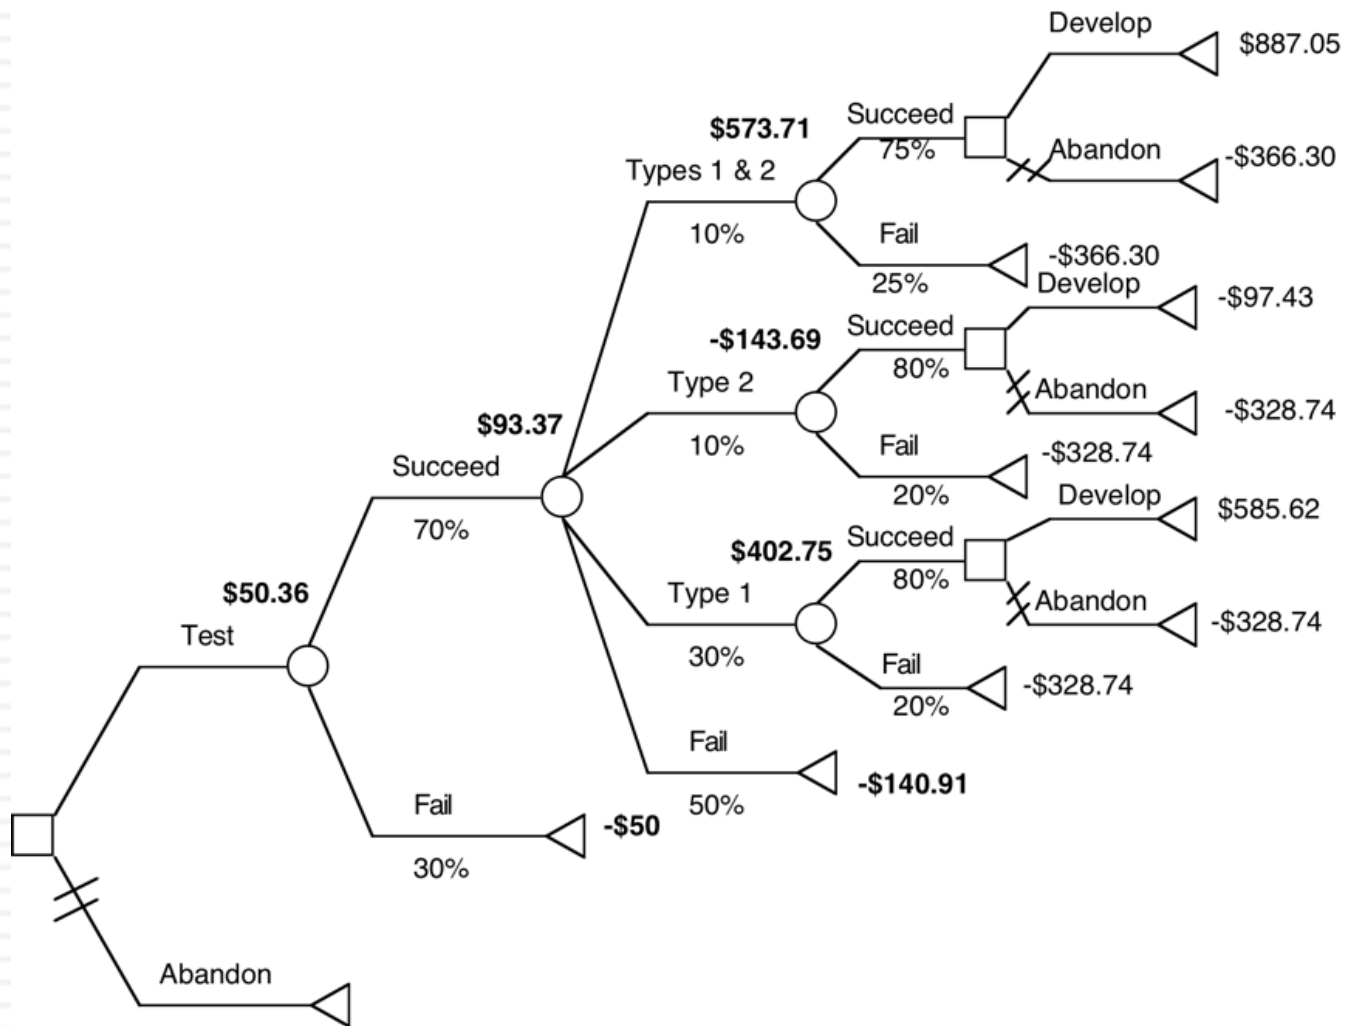 Develop
$887.05
Succeed
$573.71
75%
Abandon
-$366.30
Types 1 & 2
10%
Fail
-$366.30
25%
Develop
-$97.43
Succeed
-$143.69
80%
Type 2
Abandon
-$328.74
$93.37
10%
Fail
-$328.74
20%
Succeed
70%
Develop
$585.62
Succeed
$402.75
80%
Type 1
Abandon
-$328.74
$50.36
Test
30%
Fail
-$328.74
20%
Fail
-$140.91
50%
Fail
-$50
30%
Abandon